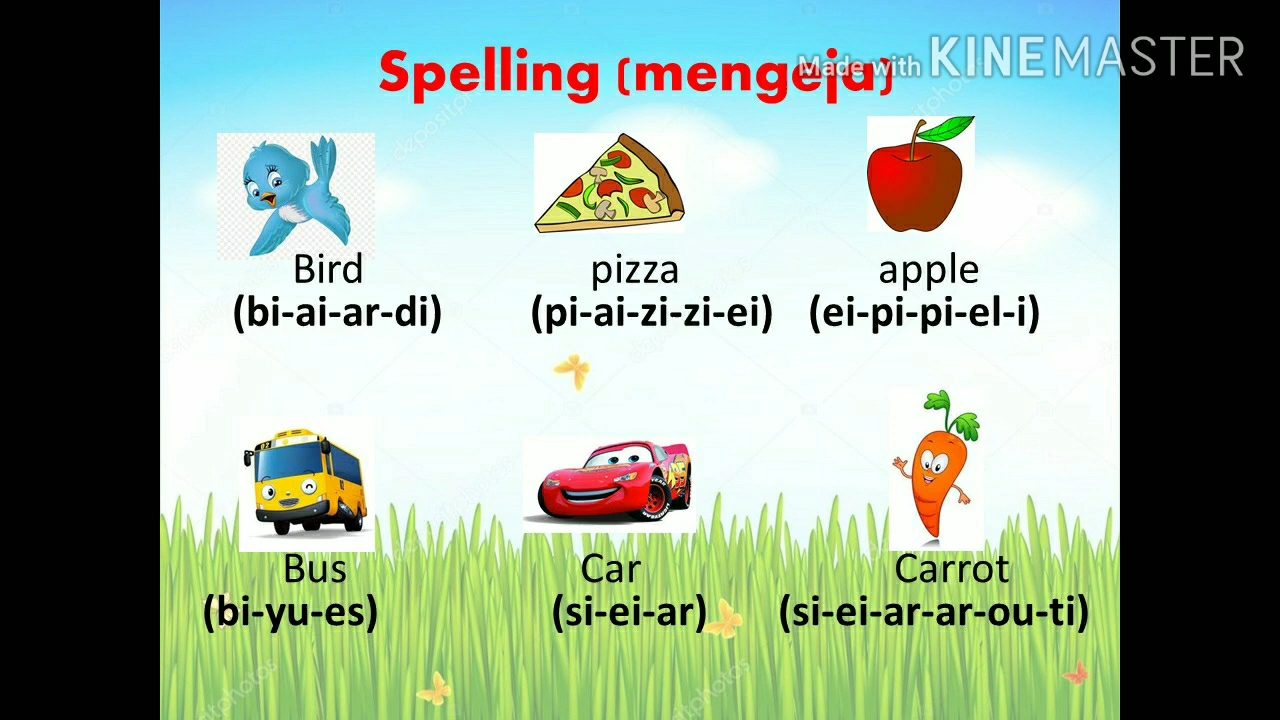 Spelling (mengeja)
Made with KINEMASTER
Bird
(bi-ai-ar-di)
pizza
(pi-ai-zi-zi-ei)
apple
(ei-pi-pi-el-i)
Bus
(bi-yu-es)
Car
(si-ei-ar)
Carrot
(si-ei-ar-ar-ou-ti)
depositphotos